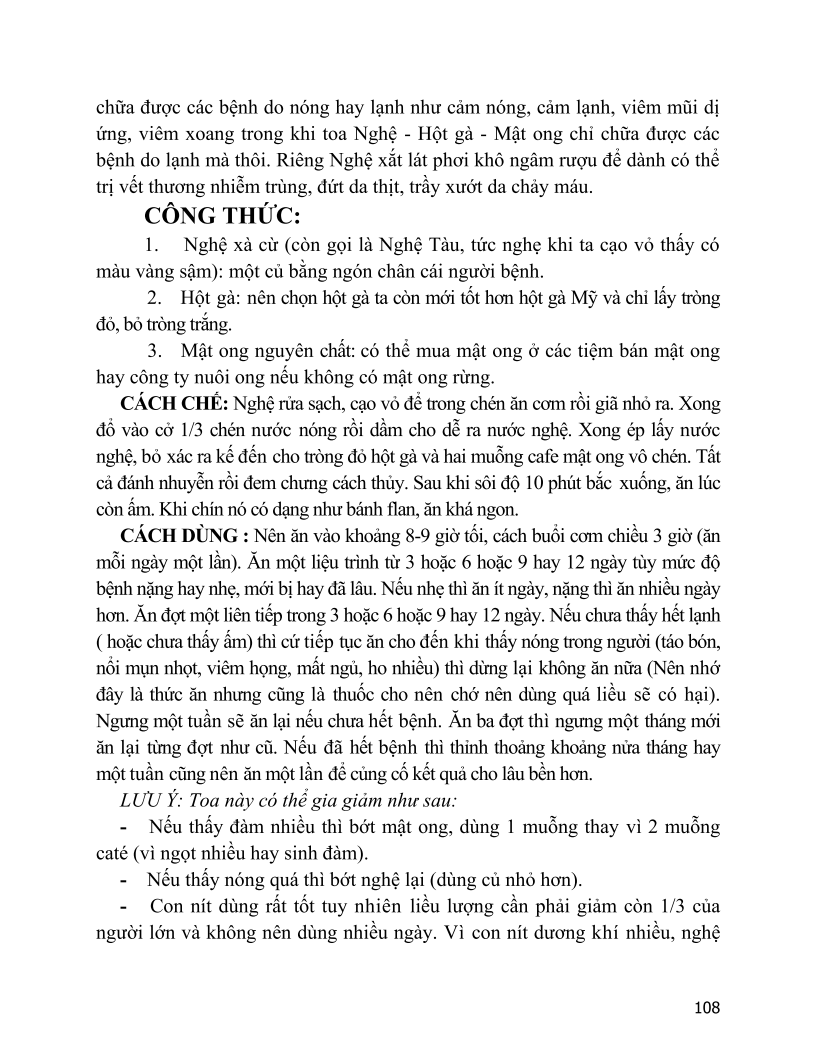 chữa được các bệnh do nóng hay lạnh như cảm nóng, cảm lạnh, viêm mũi dị
ứng, viêm xoang trong khi toa Nghệ - Hột gà - Mật ong chỉ chữa được các
bệnh do lạnh mà thôi. Riêng Nghệ xắt lát phơi khô ngâm rượu để dành có thể
trị vết thương nhiễm trùng, đứt da thịt, trầy xướt da chảy máu.
CÔNG THỨC:
1. Nghệ xà cừ (còn gọi là Nghệ Tàu, tức nghẹ khi ta cạo vỏ thấy có
màu vàng sậm): một củ bằng ngón chân cái người bệnh.
2. Hột gà: nên chọn hột gà ta còn mới tốt hơn hột gà Mỹ và chỉ lấy tròng
đỏ, bỏ tròng trắng.
3. Mật ong nguyên chất: có thể mua mật ong ở các tiệm bán mật ong
hay công ty nuôi ong nếu không có mật ong rừng.
CÁCH CHẾ: Nghệ rửa sạch, cạo vỏ để trong chén ăn cơm rồi giã nhỏ ra. Xong
đổ vào cở 1/3 chén nước nóng rồi dầm cho dễ ra nước nghệ. Xong ép lấy nước
nghệ, bỏ xác ra kế đến cho tròng đỏ hột gà và hai muỗng cafe mật ong vô chén. Tất
cả đánh nhuyễn rồi đem chưng cách thủy. Sau khi sôi độ 10 phút bắc xuống, ăn lúc
còn ấm. Khi chín nó có dạng như bánh flan, ăn khá ngon.
CÁCH DÙNG : Nên ăn vào khoảng 8-9 giờ tối, cách buổi cơm chiều 3 giờ (ăn
mỗi ngày một lần). Ăn một liệu trình từ 3 hoặc 6 hoặc 9 hay 12 ngày tùy mức độ
bệnh nặng hay nhẹ, mới bị hay đã lâu. Nếu nhẹ thì ăn ít ngày, nặng thì ăn nhiều ngày
hơn. Ăn đợt một liên tiếp trong 3 hoặc 6 hoặc 9 hay 12 ngày. Nếu chưa thấy hết lạnh
( hoặc chưa thấy ấm) thì cứ tiếp tục ăn cho đến khi thấy nóng trong người (táo bón,
nổi mụn nhọt, viêm họng, mất ngủ, ho nhiều) thì dừng lại không ăn nữa (Nên nhớ
đây là thức ăn nhưng cũng là thuốc cho nên chớ nên dùng quá liều sẽ có hại).
Ngưng một tuần sẽ ăn lại nếu chưa hết bệnh. Ăn ba đợt thì ngưng một tháng mới
ăn lại từng đợt như cũ. Nếu đã hết bệnh thì thỉnh thoảng khoảng nửa tháng hay
một tuần cũng nên ăn một lần để củng cố kết quả cho lâu bền hơn.
LƯU Ý: Toa này có thể gia giảm như sau:
- Nếu thấy đàm nhiều thì bớt mật ong, dùng 1 muỗng thay vì 2 muỗng
caté (vì ngọt nhiều hay sinh đàm).
- Nếu thấy nóng quá thì bớt nghệ lại (dùng củ nhỏ hơn).
- Con nít dùng rất tốt tuy nhiên liều lượng cần phải giảm còn 1/3 của
người lớn và không nên dùng nhiều ngày. Vì con nít dương khí nhiều, nghệ
108